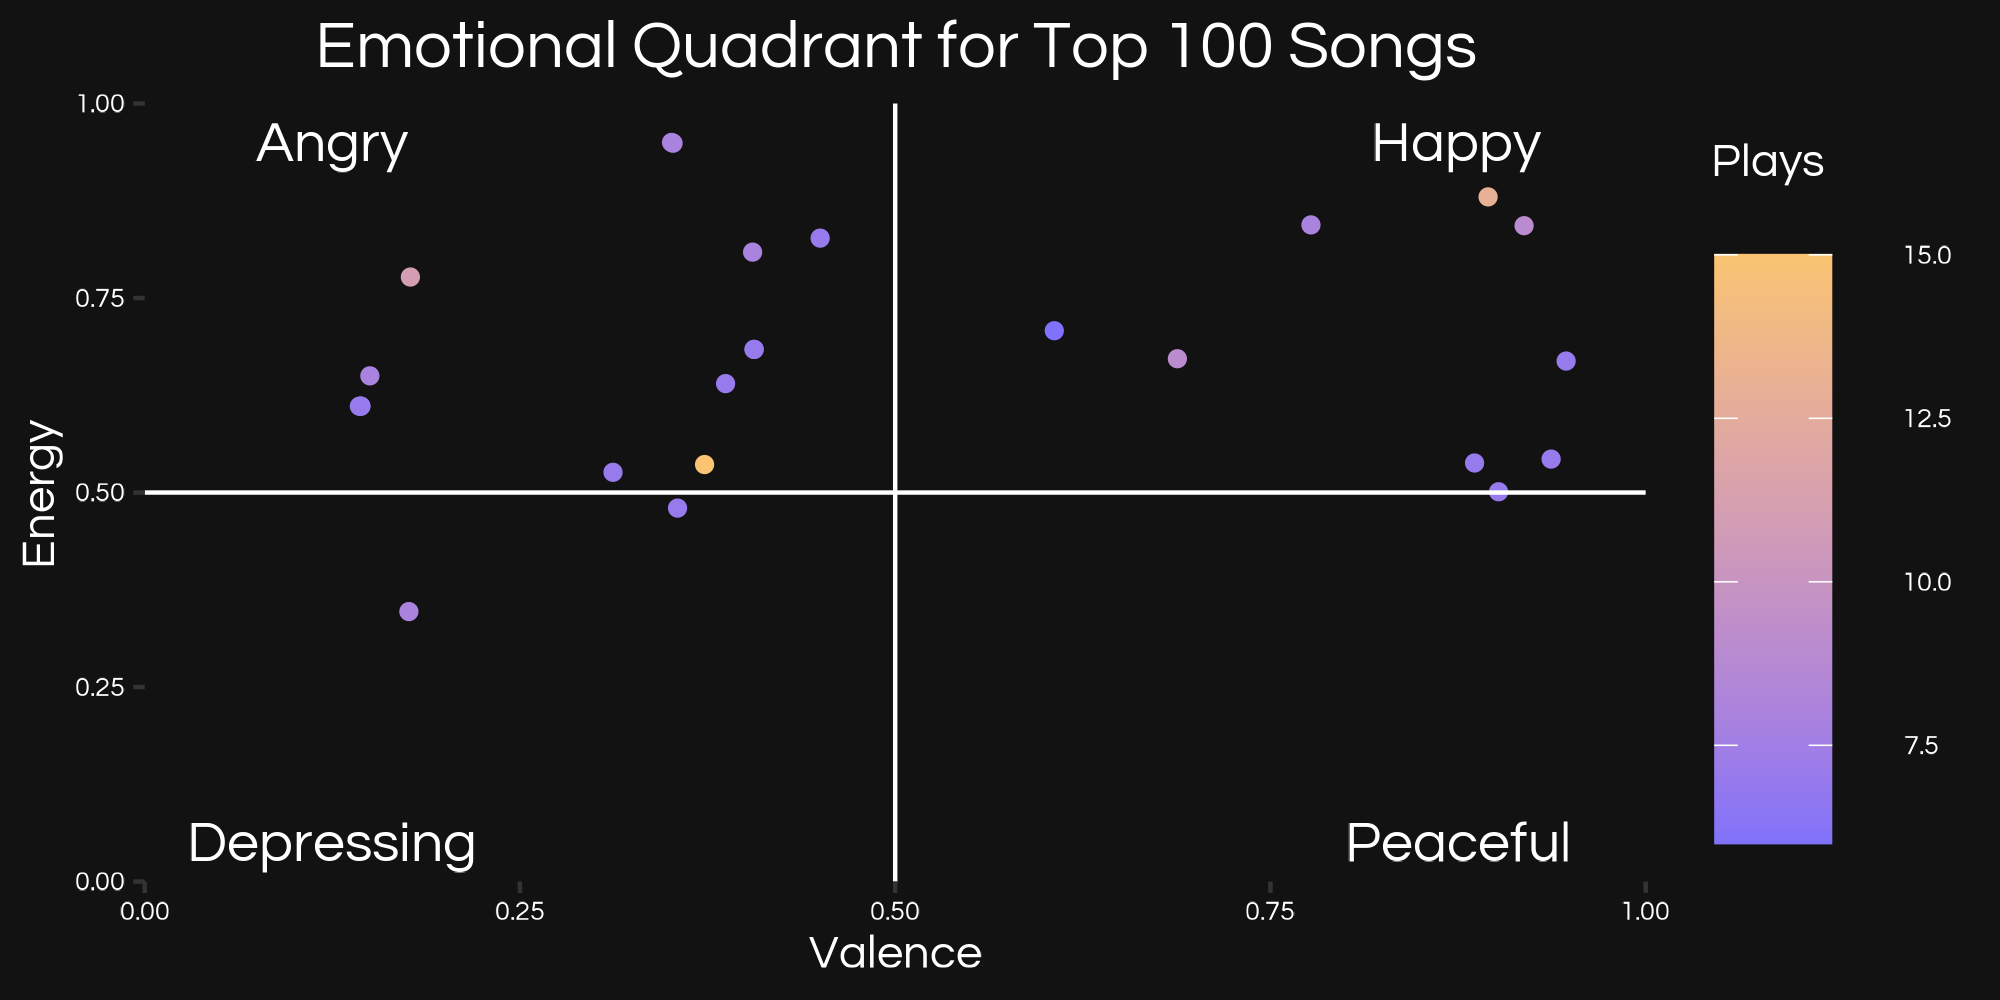 Emotional Quadrant for Top 100 Songs
1.00
Angry
Happy
Plays
15.0
0.75
12.5
Energy
0.50
10.0
0.25
7.5
Depressing
Peaceful
0.00
0.00 0.25 0.50 0.75 1.00
Valence